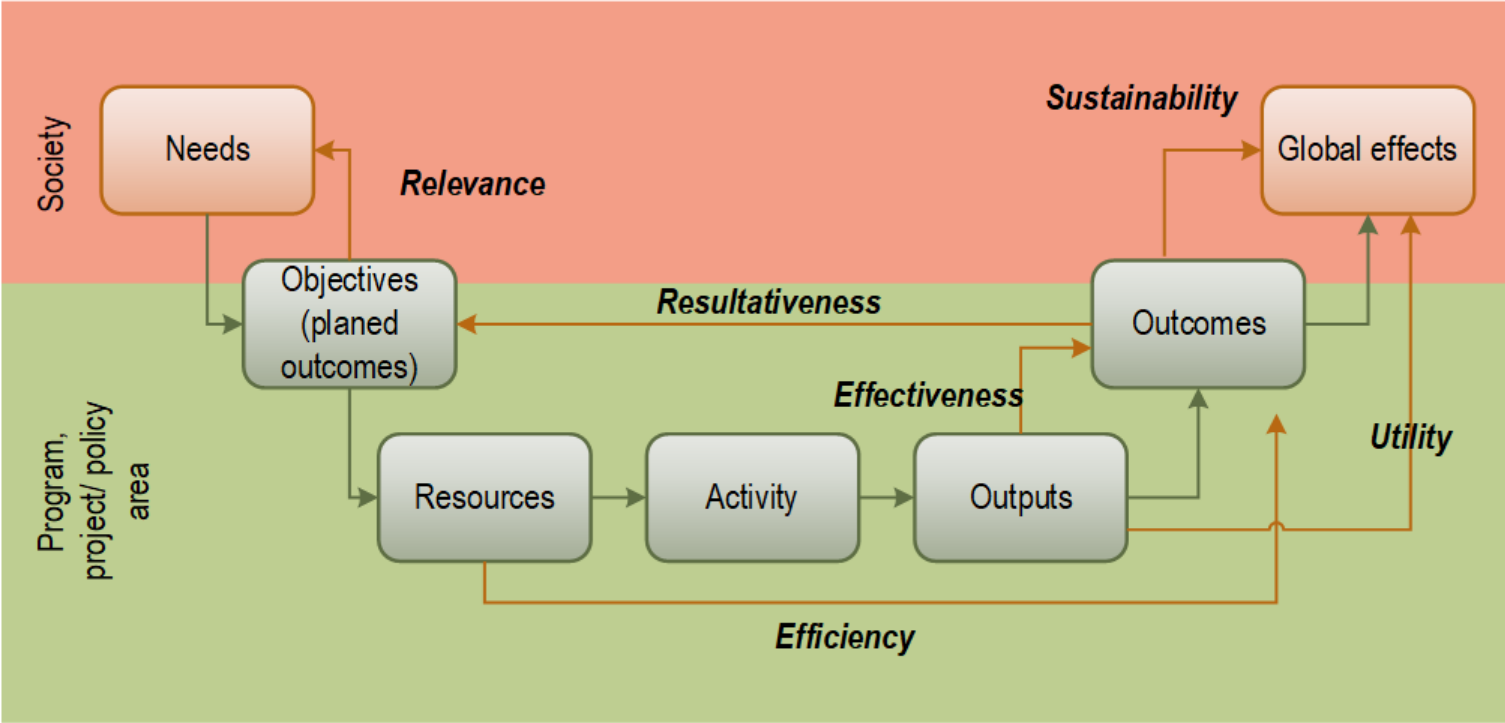 Society
Needs
Relevance
Sustainability
Global effects
Objectives
(planed
outcomes)
Resultativeness
Outcomes
Effectiveness
Utility
Program,
project/ policy
area
Resources
Activity
Outputs
Efficiency